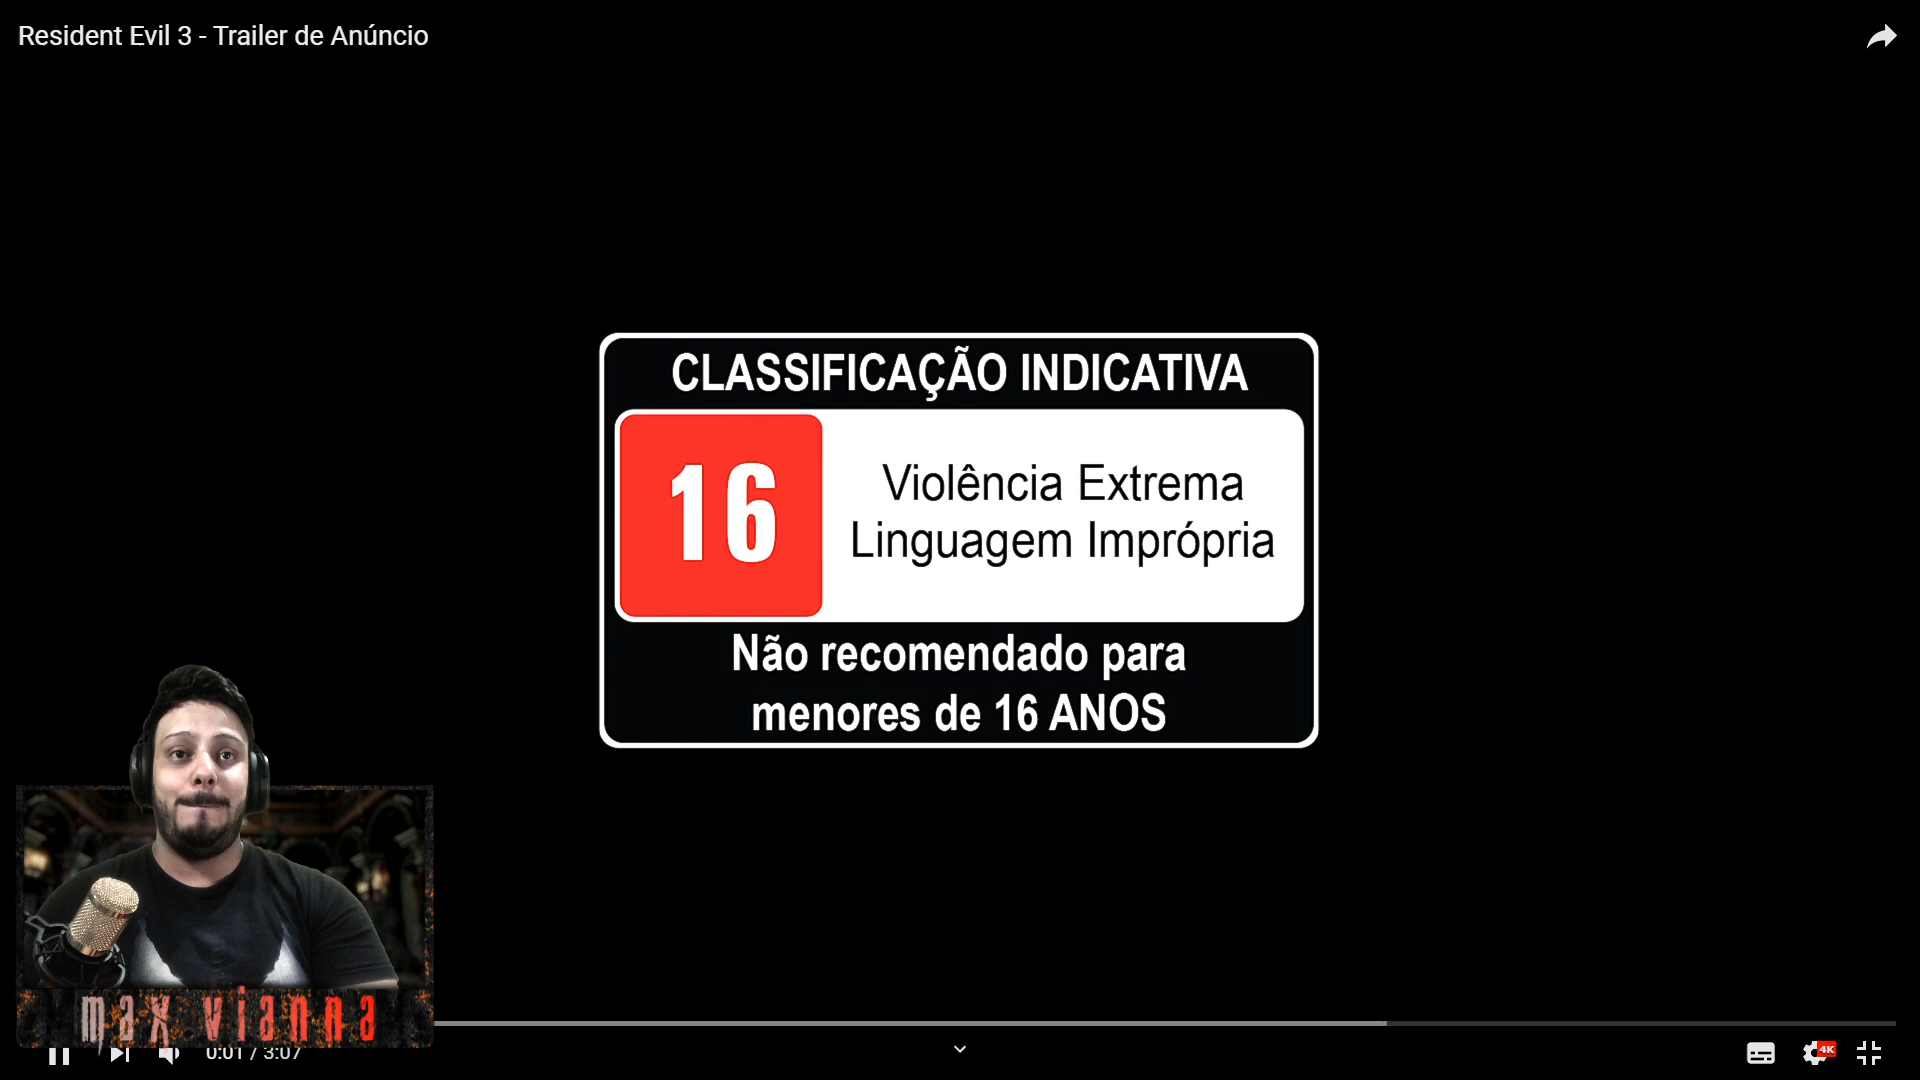 Resident Evil 3 - Trailer de Anúncio
CLASSIFICAÇÃO INDICATIVA
16
Violência Extrema
Linguagem Imprópria
Não recomendado para
menores de 16 ANOS
max vianna
0:01 / 3:07
4K